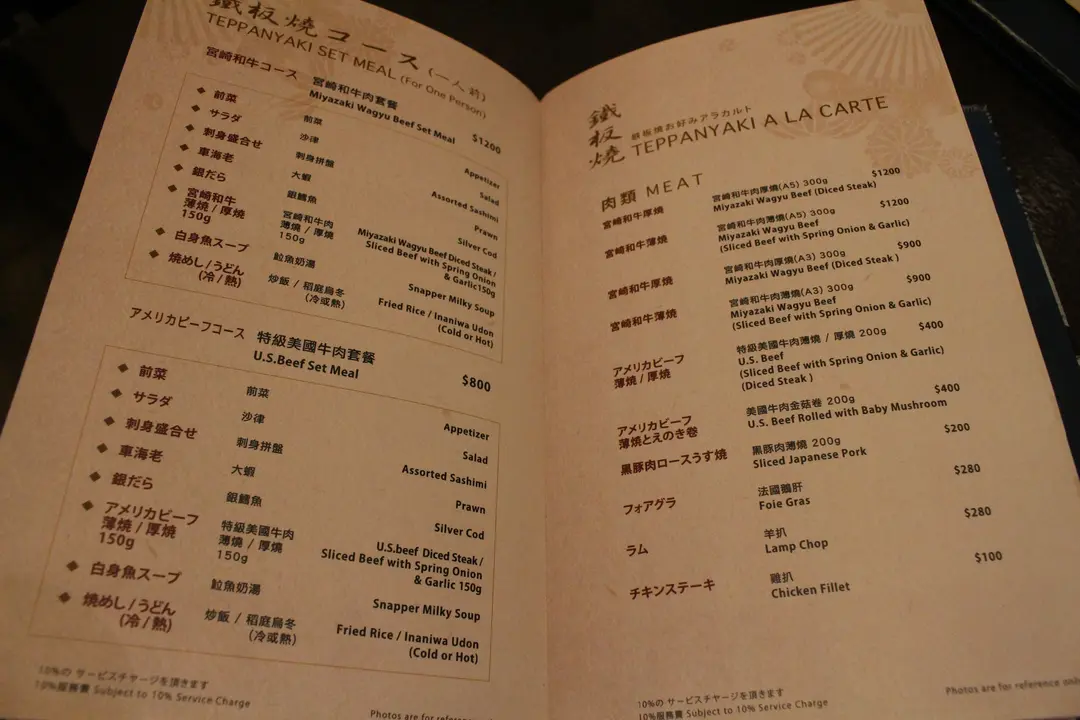 鐵板燒コース(一人前)
TEPPANYAKI SET MEAL (For One Person)
宮崎和牛コース
宮崎和牛肉套餐
Miyazaki Wagyu Beef Set Meal $1200
◆ 前菜 前菜 Appetizer
◆ サラダ 沙律 Salad
◆ 刺身盛合せ 刺身拼盤 Assorted Sashimi
◆ 車海老 大蝦 Prawn
◆ 銀だら 銀鱈魚 Silver Cod
◆ 宮崎和牛 宮崎和牛肉 Miyazaki Wagyu Beef Diced Steak /
薄燒 / 厚燒 薄燒 / 厚燒 Sliced Beef with Spring Onion
150g 150g & Garlic150g
◆ 白身魚スープ 䱽魚奶湯 Snapper Milky Soup
◆ 焼めし / うどん 炒飯 / 稻庭烏冬 Fried Rice / Inaniwa Udon
(冷 / 熱) (冷或熱) (Cold or Hot)
アメリカビーフコース 特級美國牛肉套餐
U.S.Beef Set Meal $800
◆ 前菜 前菜 Appetizer
◆ サラダ 沙律 Salad
◆ 刺身盛合せ 刺身拼盤 Assorted Sashimi
◆ 車海老 大蝦 Prawn
◆ 銀だら 銀鱈魚 Silver Cod
◆ アメリカビーフ 特級美國牛肉 U.S.beef Diced Steak /
薄燒 / 厚燒 薄燒 / 厚燒 Sliced Beef with Spring Onion
150g 150g & Garlic 150g
◆ 白身魚スープ 魚奶湯 Snapper Milky Soup
◆ 焼めし / うどん 炒飯 / 稻庭烏冬 Fried Rice / Inaniwa Udon
(冷 / 熱) (冷或熱) (Cold or Hot)
10%の サービスチャージを頂きます
10%服務費 Subject to 10% Service Charge
Photos are for referen
鐵板燒
鉄板焼お好みアラカルト
TEPPANYAKI A LA CARTE
肉類 MEAT
宮崎和牛厚燒 宮崎和牛肉厚燒(A5) 300g $1200
Miyazaki Wagyu Beef (Diced Steak)
宮崎和牛薄燒 宮崎和牛肉薄燒(A5) 300g $1200
Miyazaki Wagyu Beef
(Sliced Beef with Spring Onion & Garlic)
宮崎和牛厚燒 宮崎和牛肉厚燒(A3) 300g $900
Miyazaki Wagyu Beef (Diced Steak )
宮崎和牛薄燒 宮崎和牛肉薄燒(A3) 300g $900
Miyazaki Wagyu Beef
(Sliced Beef with Spring Onion & Garlic)
アメリカビーフ 特級美國牛肉薄燒 / 厚燒 200g $400
薄燒 / 厚燒 U.S. Beef
(Sliced Beef with Spring Onion & Garlic)
(Diced Steak )
アメリカビーフ 美國牛肉金菇卷 200g $400
薄燒とえのき巻 U.S. Beef Rolled with Baby Mushroom
黒豚肉ロースうす燒 黑豚肉薄燒 200g $200
Sliced Japanese Pork
フォアグラ 法國鵝肝 $280
Foie Gras
ラム 羊扒 $280
Lamp Chop
チキンステーキ 雞扒 $100
Chicken Fillet
10%の サービスチャージを頂きます
10%服務費 Subject to 10% Service Charge
Photos are for reference only